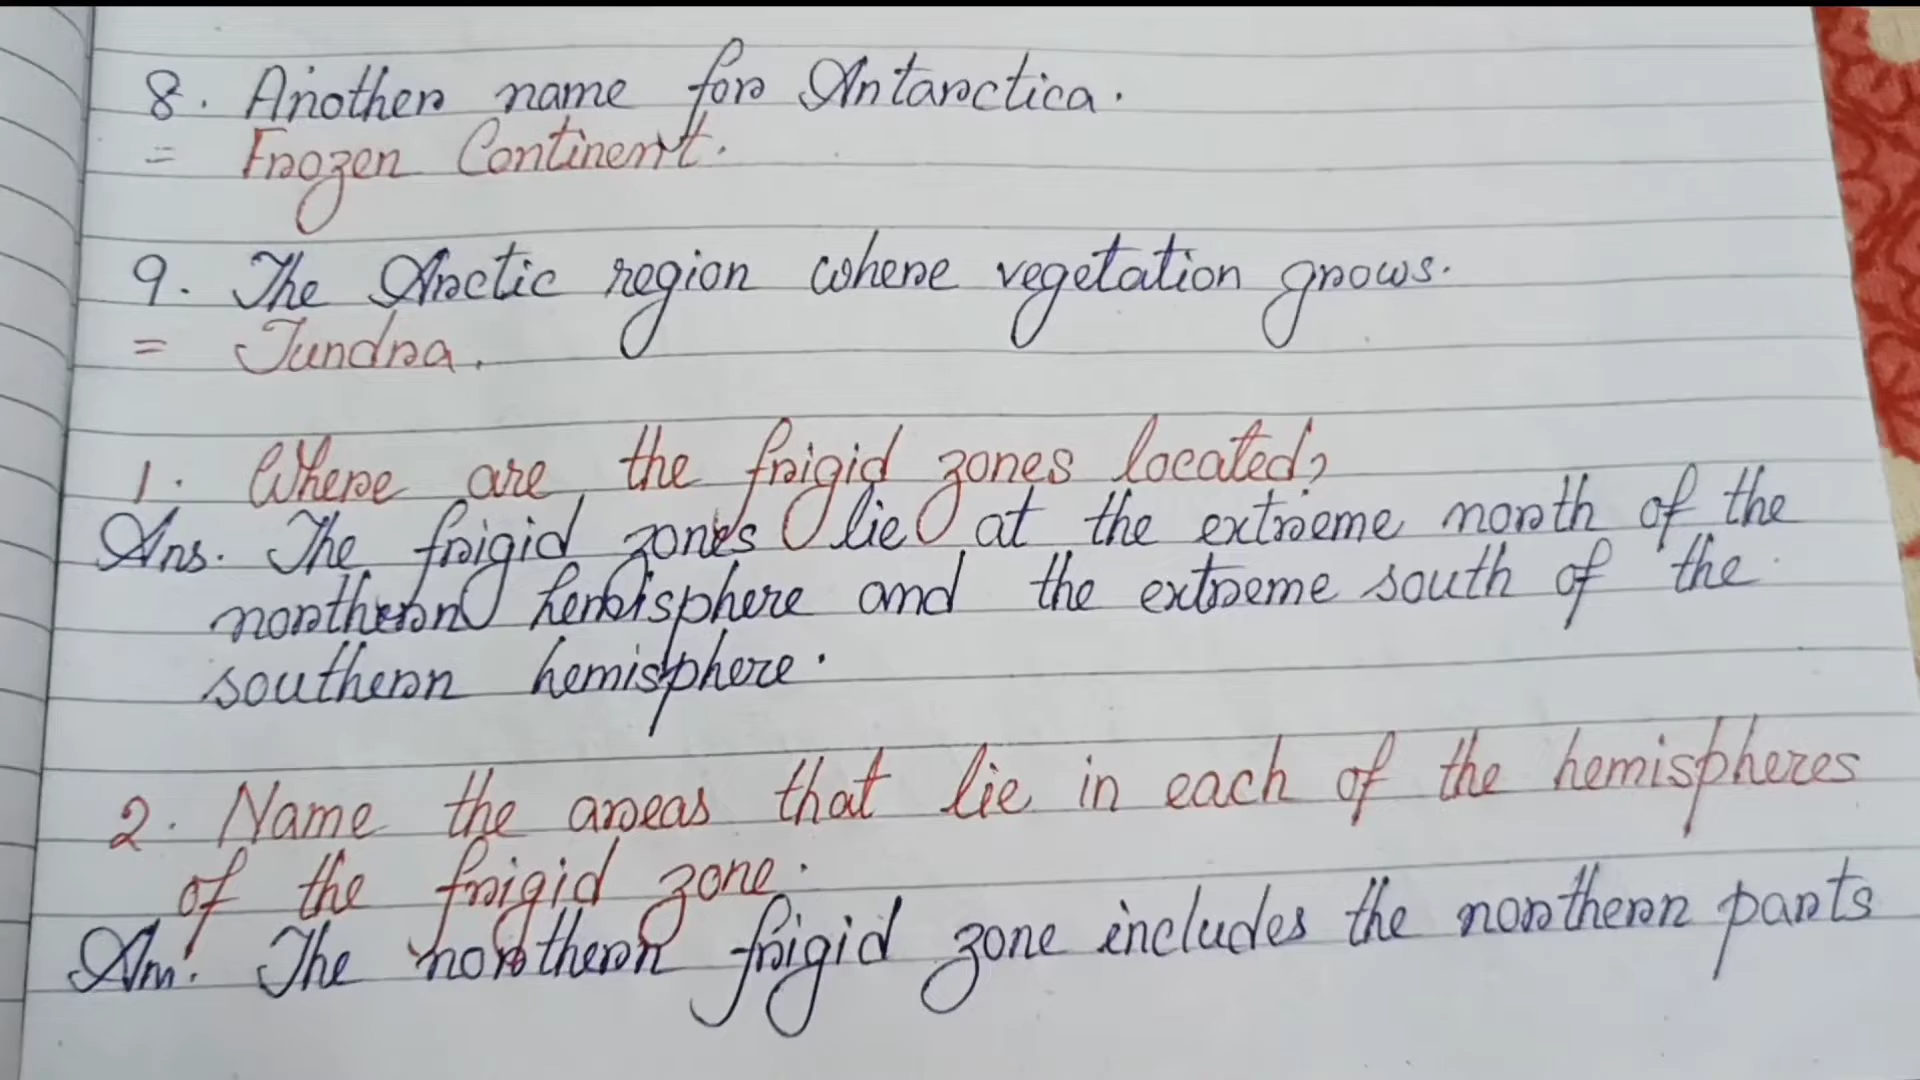 8. Another name for Antarctica.
= Frozen Continent.
9. The Arctic region where vegetation grows.
= Tundra.
1. Where are the frigid zones located?
Ans. The frigid zones lie at the extreme north of the
northern hemisphere and the extreme south of the
southern hemisphere.
2. Name the areas that lie in each of the hemispheres
of the frigid zone.
Ans. The northern frigid zone includes the northern parts